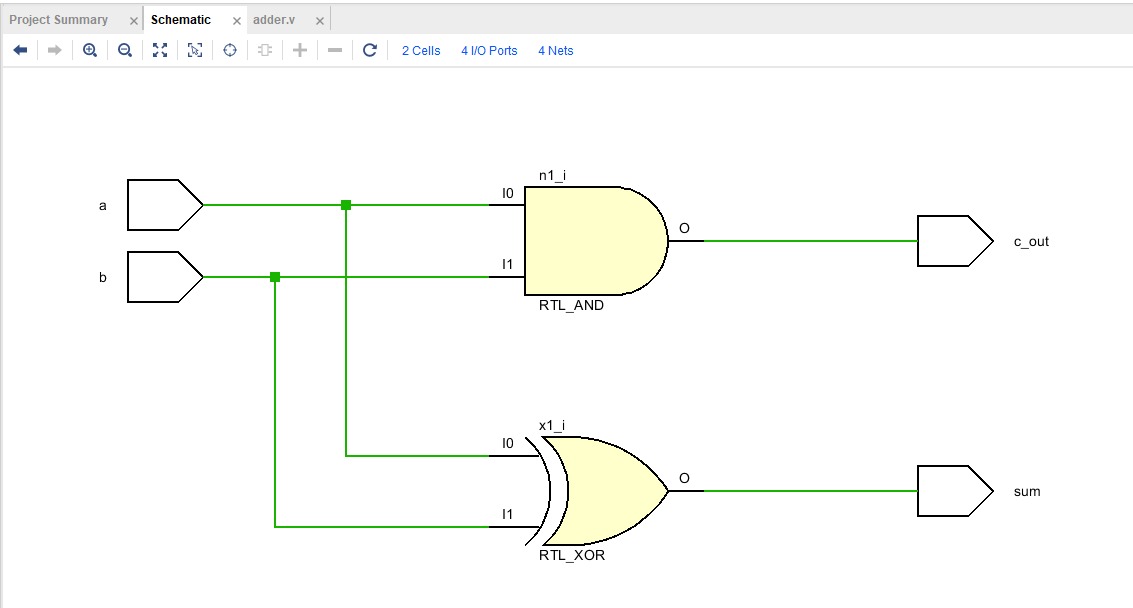 Project Summary
Schematic
adder.v
2 Cells
4 I/O Ports
4 Nets
n1_i
a
I0
O
c_out
b
I1
RTL_AND
x1_i
I0
O
sum
I1
RTL_XOR